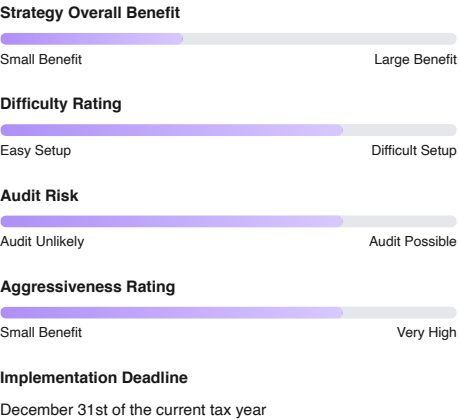 Strategy Overall Benefit
Small Benefit Large Benefit
Difficulty Rating
Easy Setup Difficult Setup
Audit Risk
Audit Unlikely Audit Possible
Aggressiveness Rating
Small Benefit Very High
Implementation Deadline
December 31st of the current tax year